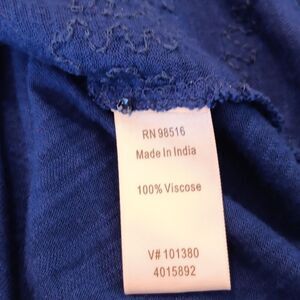 RN 98516
Made In India
100% Viscose
V# 101380
4015892